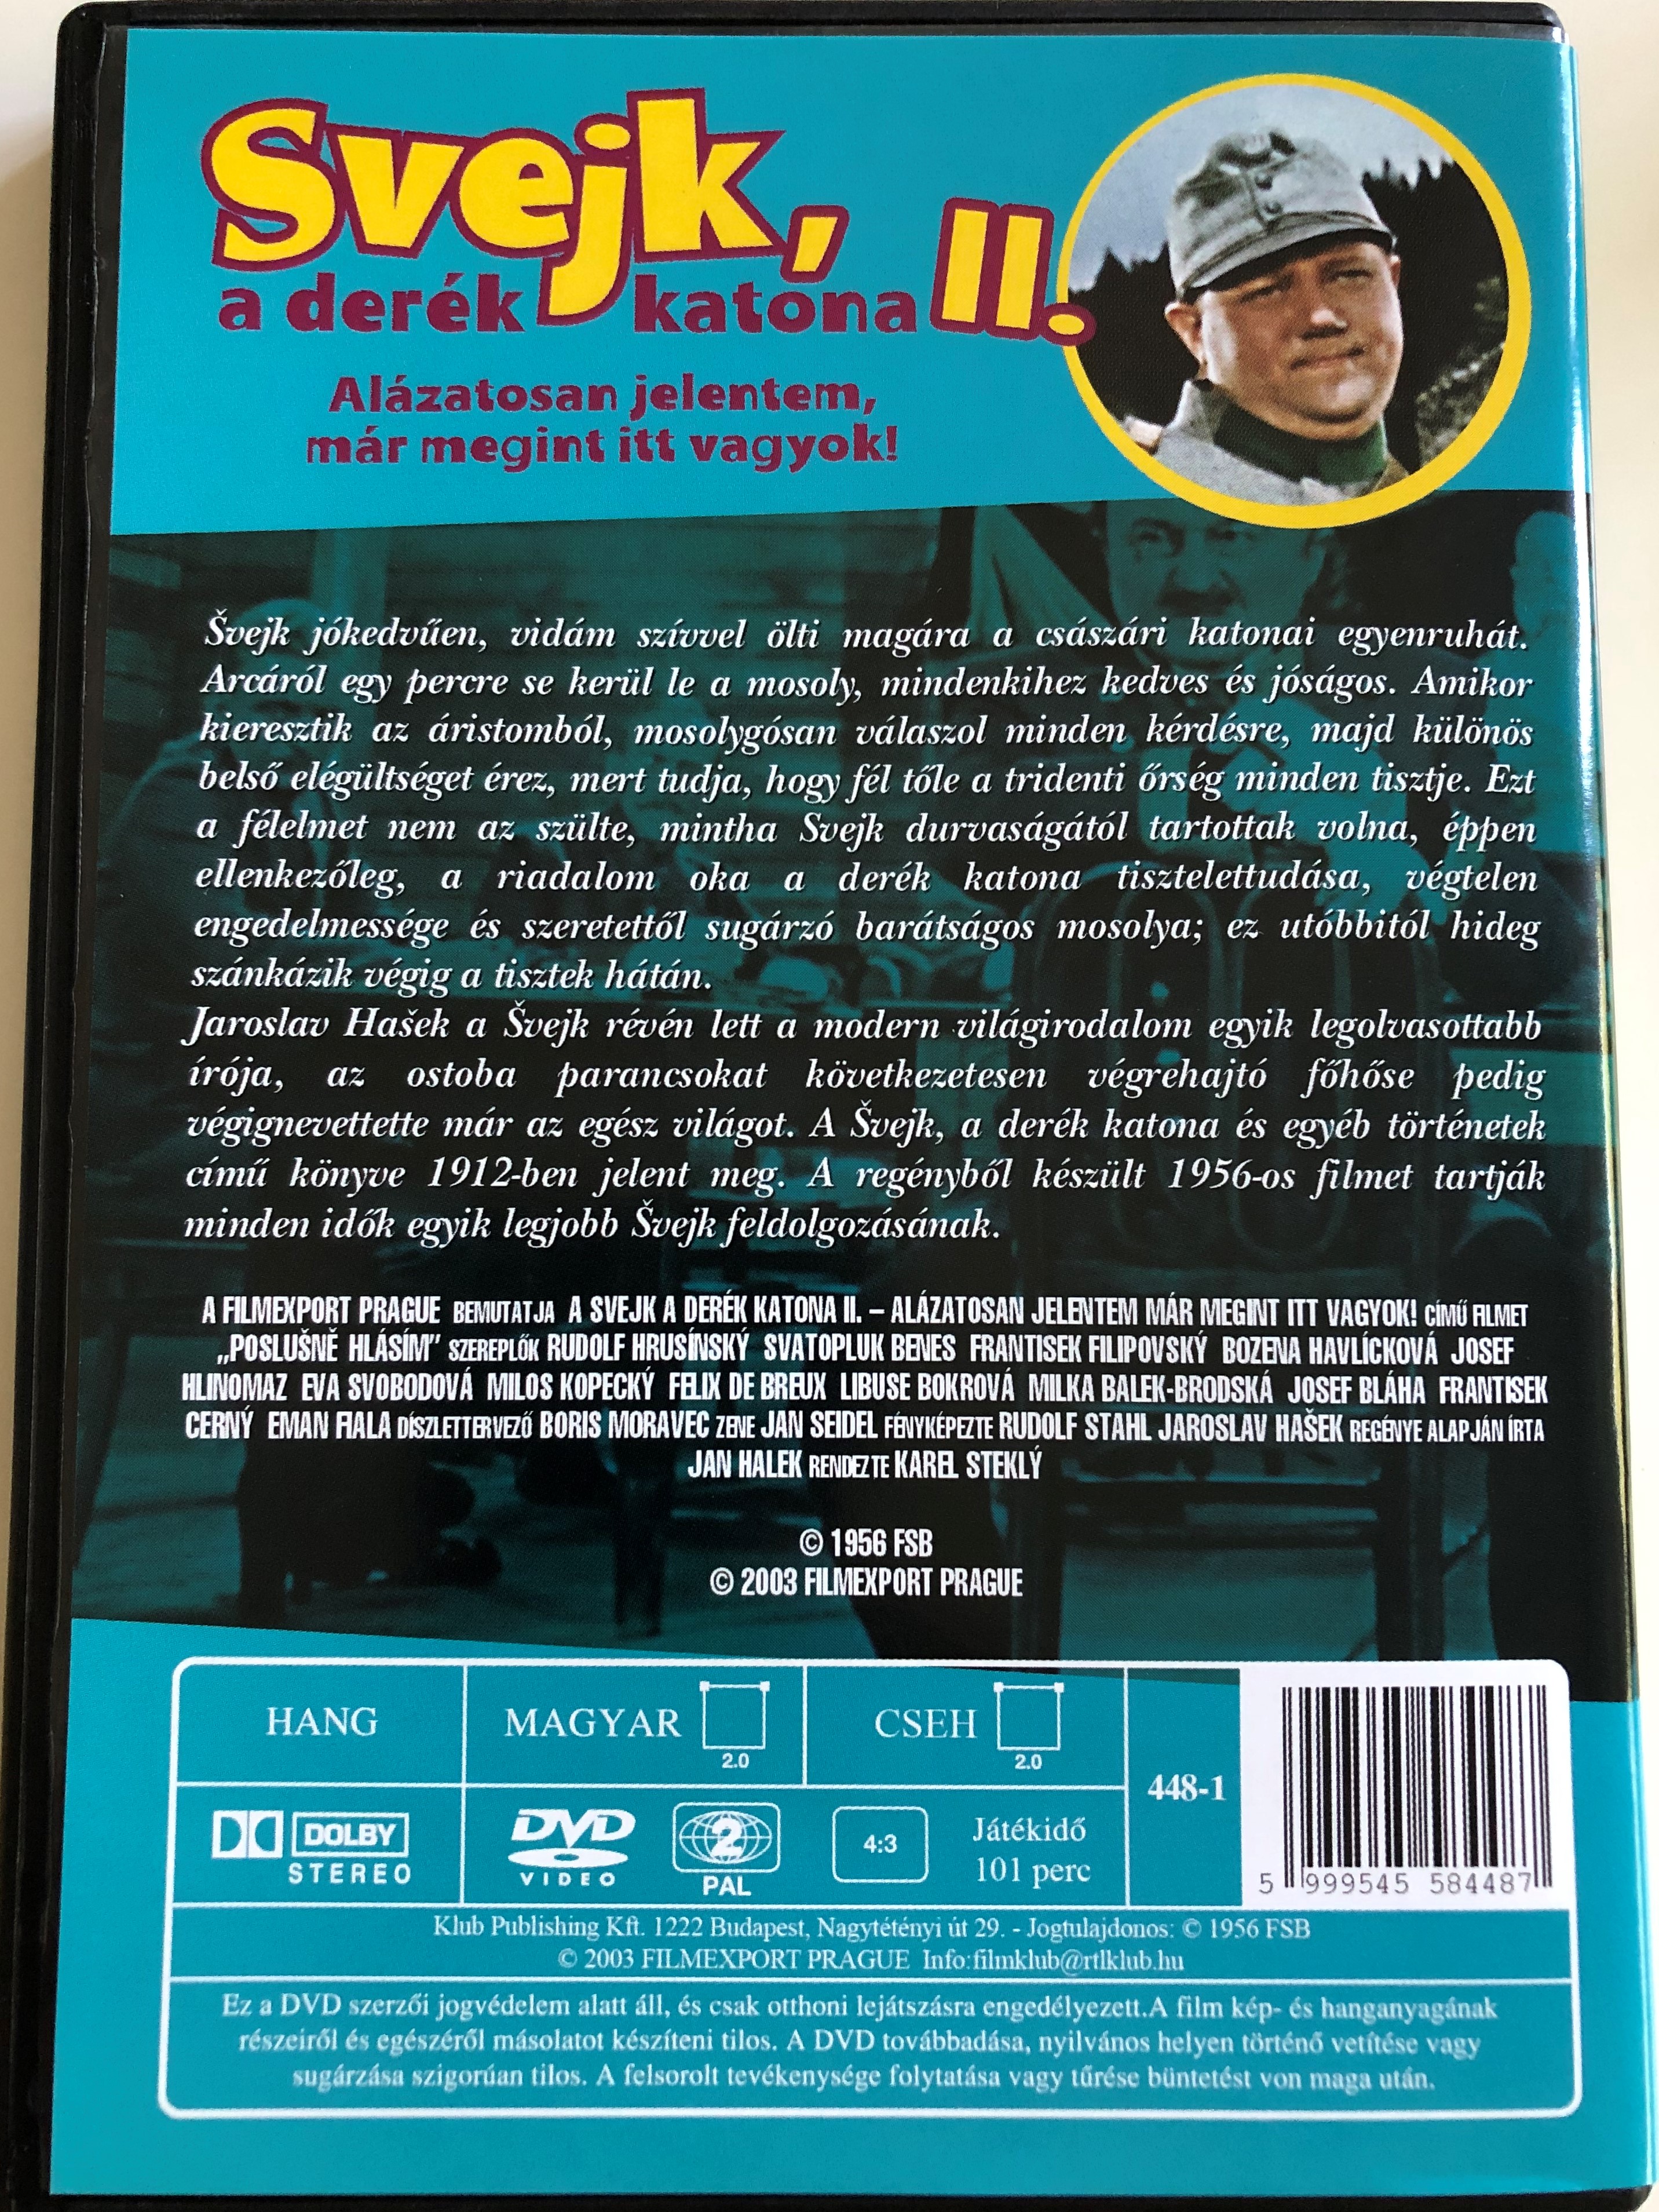 Svejk,
a derék katona II.
Alázatosan jelentem,
már megint itt vagyok!
Švejk jókedvűen, vidám szívvel ölti magára a császári katonai egyenruhát.
Arcáról egy percre se kerül le a mosoly, mindenkihez kedves és jóságos. Amikor
kieresztik az áristomból, mosolygósan válaszol minden kérdésre, majd különös
belső elégültséget érez, mert tudja, hogy fél tőle a tridenti őrség minden tisztje. Ezt
a félelmet nem az szülte, mintha Svejk durvaságától tartottak volna, éppen
ellenkezőleg, a riadalom oka a derék katona tisztelettudása, végtelen
engedelmessége és szeretettől sugárzó barátságos mosolya; ez utóbbitól hideg
szánkázik végig a tisztek hátán.
Jaroslav Hašek a Švejk révén lett a modern világirodalom egyik legolvasottabb
írója, az ostoba parancsokat következetesen végrehajtó főhőse pedig
végignevettette már az egész világot. A Švejk, a derék katona és egyéb történetek
című könyve 1912-ben jelent meg. A regényből készült 1956-os filmet tartják
minden idők egyik legjobb Švejk feldolgozásának.
A FILMEXPORT PRAGUE BEMUTATJA A SVEJK A DERÉK KATONA II. – ALÁZATOSAN JELENTEM MÁR MEGINT ITT VAGYOK! CÍMŰ FILMET
„POSLUŠNĚ HLÁSÍM” SZEREPLŐK RUDOLF HRUSÍNSKÝ SVATOPLUK BENES FRANTISEK FILIPOVSKÝ BOZENA HAVLÍCKOVÁ JOSEF
HLINOMAZ EVA SVOBODOVÁ MILOS KOPECKÝ FELIX DE BREUX LIBUSE BOKROVÁ MILKA BALEK-BRODSKÁ JOSEF BLÁHA FRANTISEK
CERNÝ EMAN FIALA DÍSZLETTERVEZŐ BORIS MORAVEC ZENE JAN SEIDEL FÉNYKÉPEZTE RUDOLF STAHL JAROSLAV HAŠEK REGÉNYE ALAPJÁN ÍRTA
JAN HALEK RENDEZTE KAREL STEKLÝ
© 1956 FSB
© 2003 FILMEXPORT PRAGUE
HANG MAGYAR 2.0 CSEH 2.0
448-1
DOLBY STEREO
DVD VIDEO
2 PAL
4:3
Játékidő
101 perc
5 999545 584487
Klub Publishing Kft. 1222 Budapest, Nagytétényi út 29. - Jogtulajdonos: © 1956 FSB
© 2003 FILMEXPORT PRAGUE Info:filmklub@rtlklub.hu
Ez a DVD szerzői jogvédelem alatt áll, és csak otthoni lejátszásra engedélyezett.A film kép- és hanganyagának
részeiről és egészéről másolatot készíteni tilos. A DVD továbbadása, nyilvános helyen történő vetítése vagy
sugárzása szigorúan tilos. A felsorolt tevékenysége folytatása vagy tűrése büntetést von maga után.